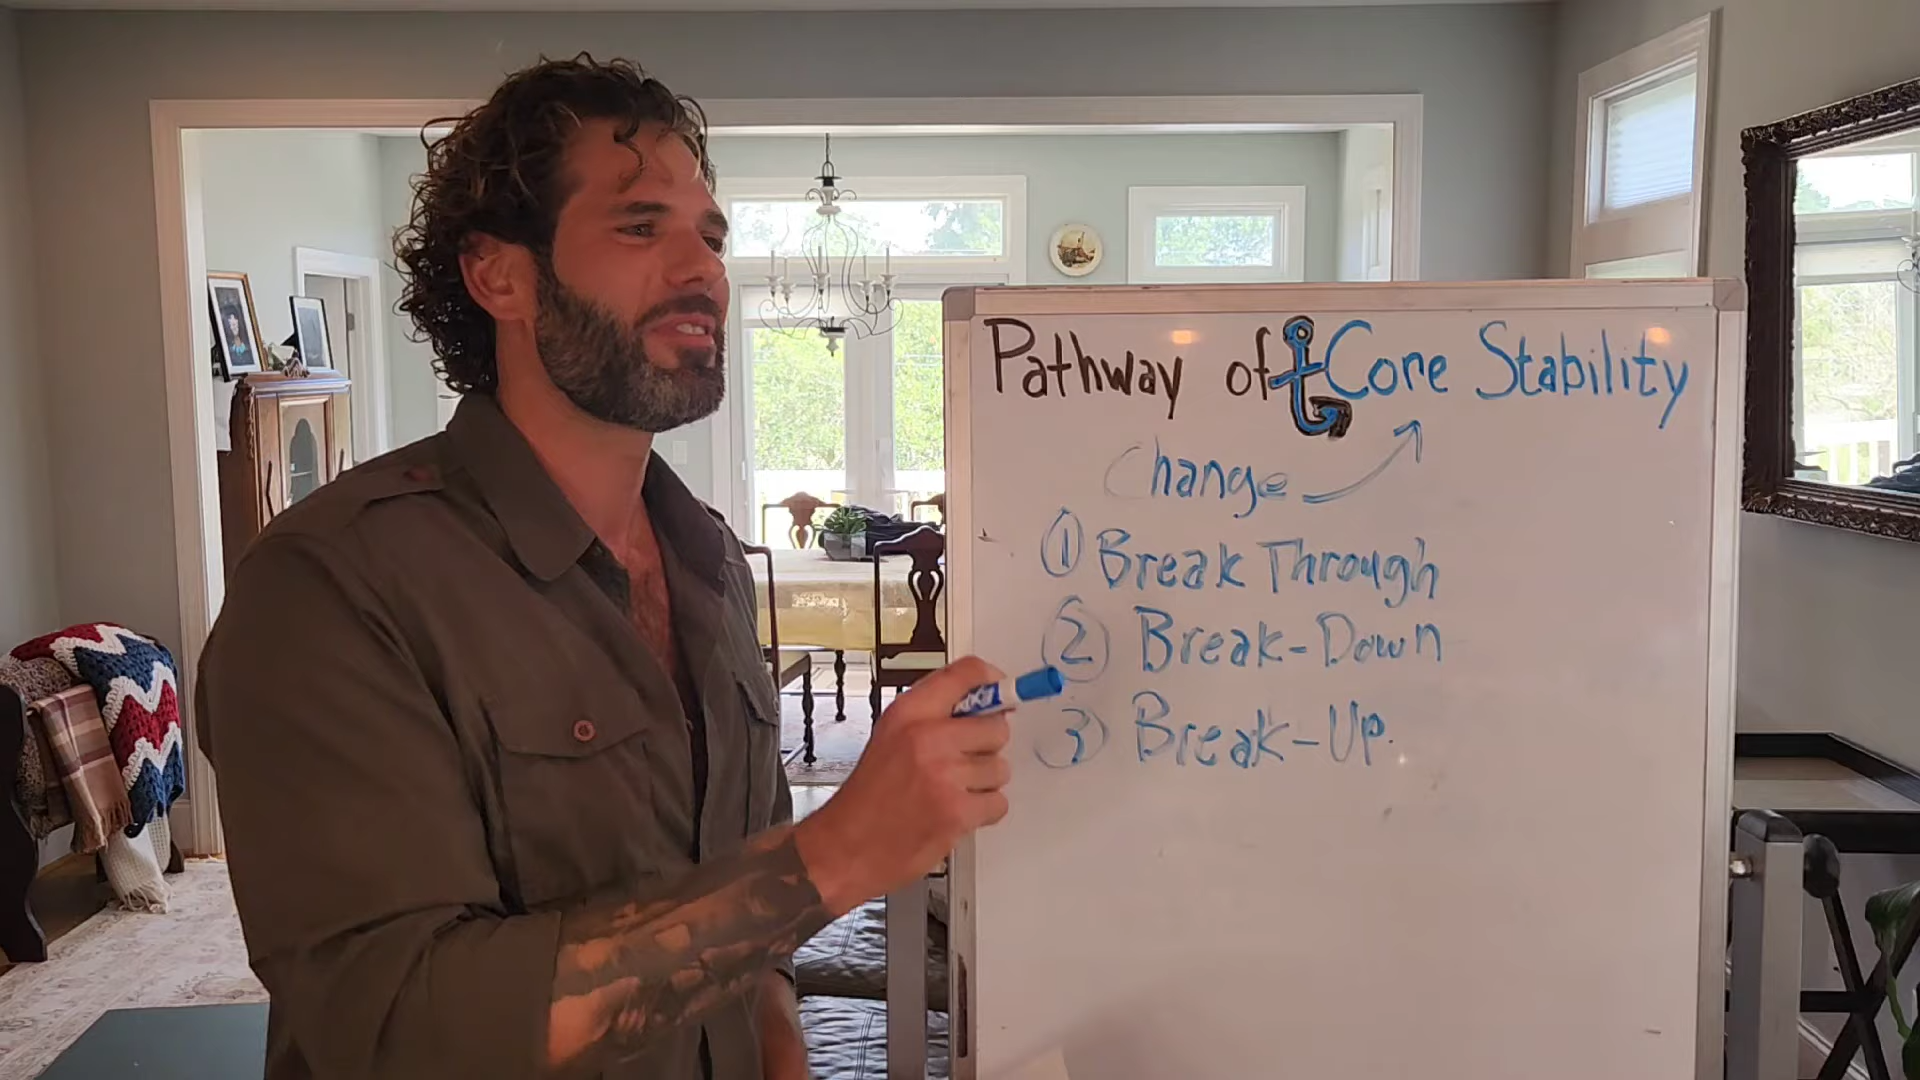 Pathway of Core Stability
Change
1 Break Through
2 Break-Down
3 Break-Up.